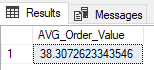 Results Messages
AVG_Order_Value
1 38.3072623343546